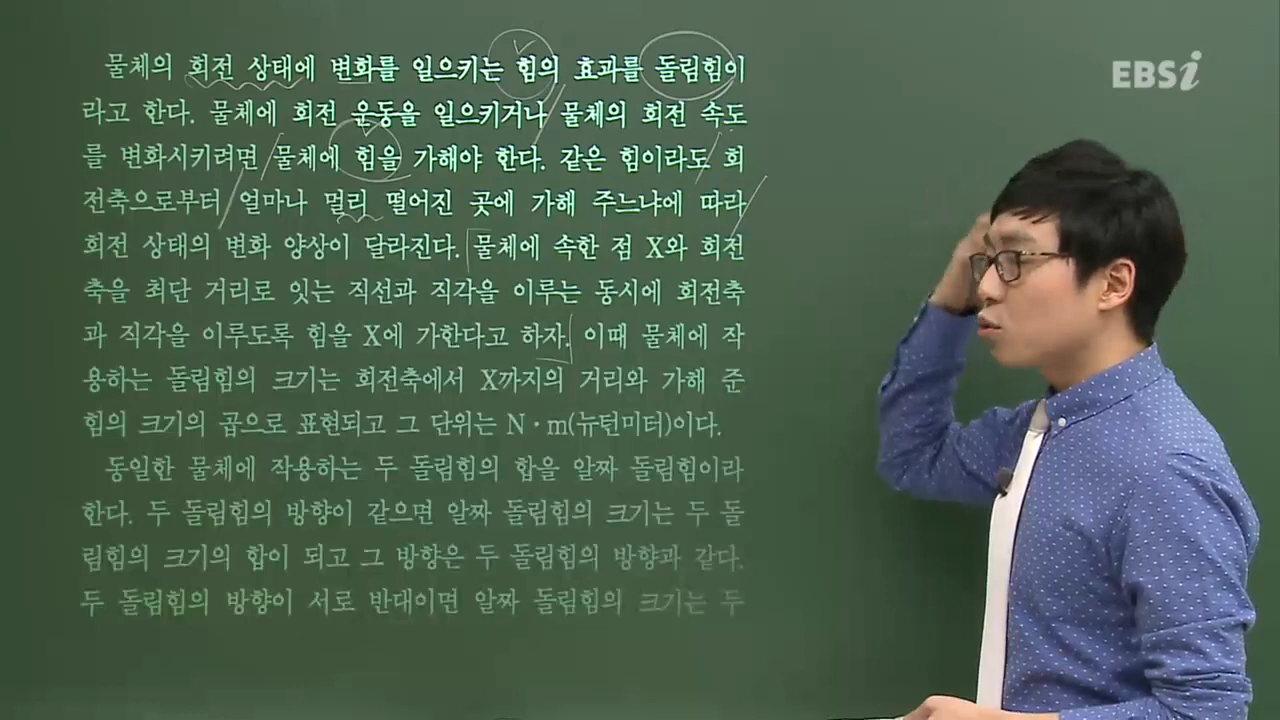 물체의 회전 상태에 변화를 일으키는 힘의 효과를 돌림힘이
라고 한다. 물체에 회전 운동을 일으키거나 물체의 회전 속도
를 변화시키려면 물체에 힘을 가해야 한다. 같은 힘이라도 회
전축으로부터 얼마나 멀리 떨어진 곳에 가해 주느냐에 따라
회전 상태의 변화 양상이 달라진다. 물체에 속한 점 X와 회전
축을 최단 거리로 잇는 직선과 직각을 이루는 동시에 회전축
과 직각을 이루도록 힘을 X에 가한다고 하자. 이때 물체에 작
용하는 돌림힘의 크기는 회전축에서 X까지의 거리와 가해 준
힘의 크기의 곱으로 표현되고 그 단위는 N·m(뉴턴미터)이다.
동일한 물체에 작용하는 두 돌림힘의 합을 알짜 돌림힘이라
한다. 두 돌림힘의 방향이 같으면 알짜 돌림힘의 크기는 두 돌
림힘의 크기의 합이 되고 그 방향은 두 돌림힘의 방향과 같다.
두 돌림힘의 방향이 서로 반대이면 알짜 돌림힘의 크기는 두
EBSi